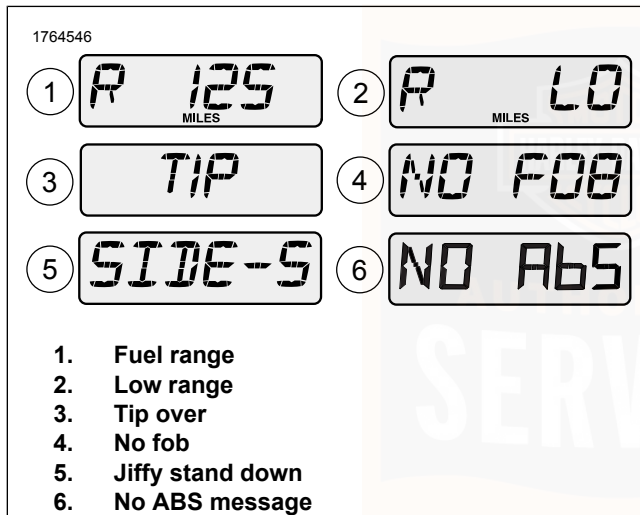 1764546
1 R 125 MILES 2 R LO MILES
3 TIP 4 NO FOB
5 SIDE-S 6 NO AbS
1. Fuel range
2. Low range
3. Tip over
4. No fob
5. Jiffy stand down
6. No ABS message